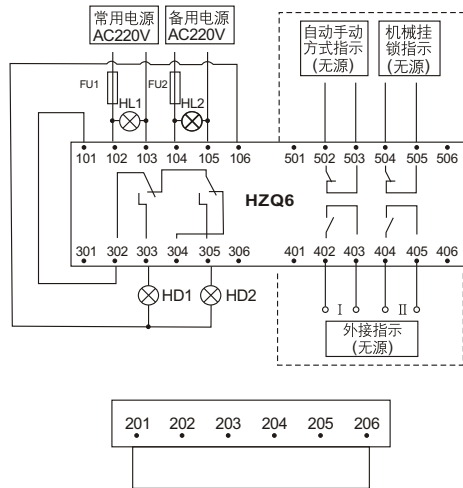 常用电源 备用电源
AC220V AC220V
自动手动 机械挂
方式指示 锁指示
(无源) (无源)
FU1 HL1 FU2 HL2
101 102 103 104 105 106 501 502 503 504 505 506
HZQ6
301 302 303 304 305 306 401 402 403 404 405 406
HD1 HD2
I II
外接指示
(无源)
201 202 203 204 205 206